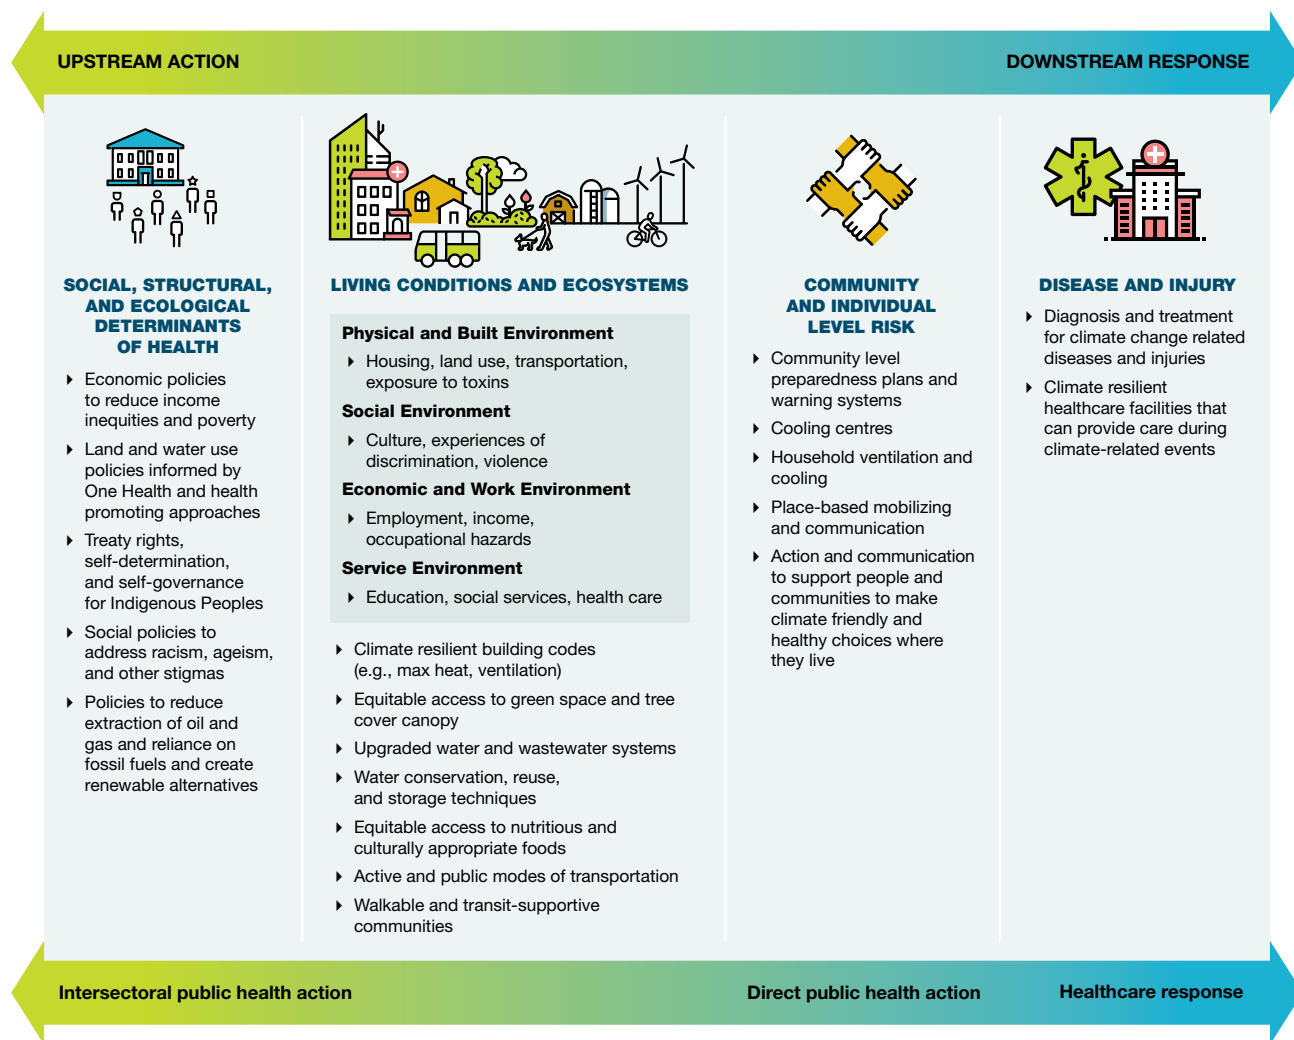 UPSTREAM ACTION
DOWNSTREAM RESPONSE
SOCIAL, STRUCTURAL,
AND ECOLOGICAL
DETERMINANTS
OF HEALTH
Economic policies
to reduce income
inequities and poverty
Land and water use
policies informed by
One Health and health
promoting approaches
Treaty rights,
self-determination,
and self-governance
for Indigenous Peoples
Social policies to
address racism, ageism,
and other stigmas
Policies to reduce
extraction of oil and
gas and reliance on
fossil fuels and create
renewable alternatives
LIVING CONDITIONS AND ECOSYSTEMS
Physical and Built Environment
Housing, land use, transportation,
exposure to toxins
Social Environment
Culture, experiences of
discrimination, violence
Economic and Work Environment
Employment, income,
occupational hazards
Service Environment
Education, social services, health care
Climate resilient building codes
(e.g., max heat, ventilation)
Equitable access to green space and tree
cover canopy
Upgraded water and wastewater systems
Water conservation, reuse,
and storage techniques
Equitable access to nutritious and
culturally appropriate foods
Active and public modes of transportation
Walkable and transit-supportive
communities
COMMUNITY
AND INDIVIDUAL
LEVEL RISK
Community level
preparedness plans and
warning systems
Cooling centres
Household ventilation and
cooling
Place-based mobilizing
and communication
Action and communication
to support people and
communities to make
climate friendly and
healthy choices where
they live
DISEASE AND INJURY
Diagnosis and treatment
for climate change related
diseases and injuries
Climate resilient
healthcare facilities that
can provide care during
climate-related events
Intersectoral public health action
Direct public health action
Healthcare response